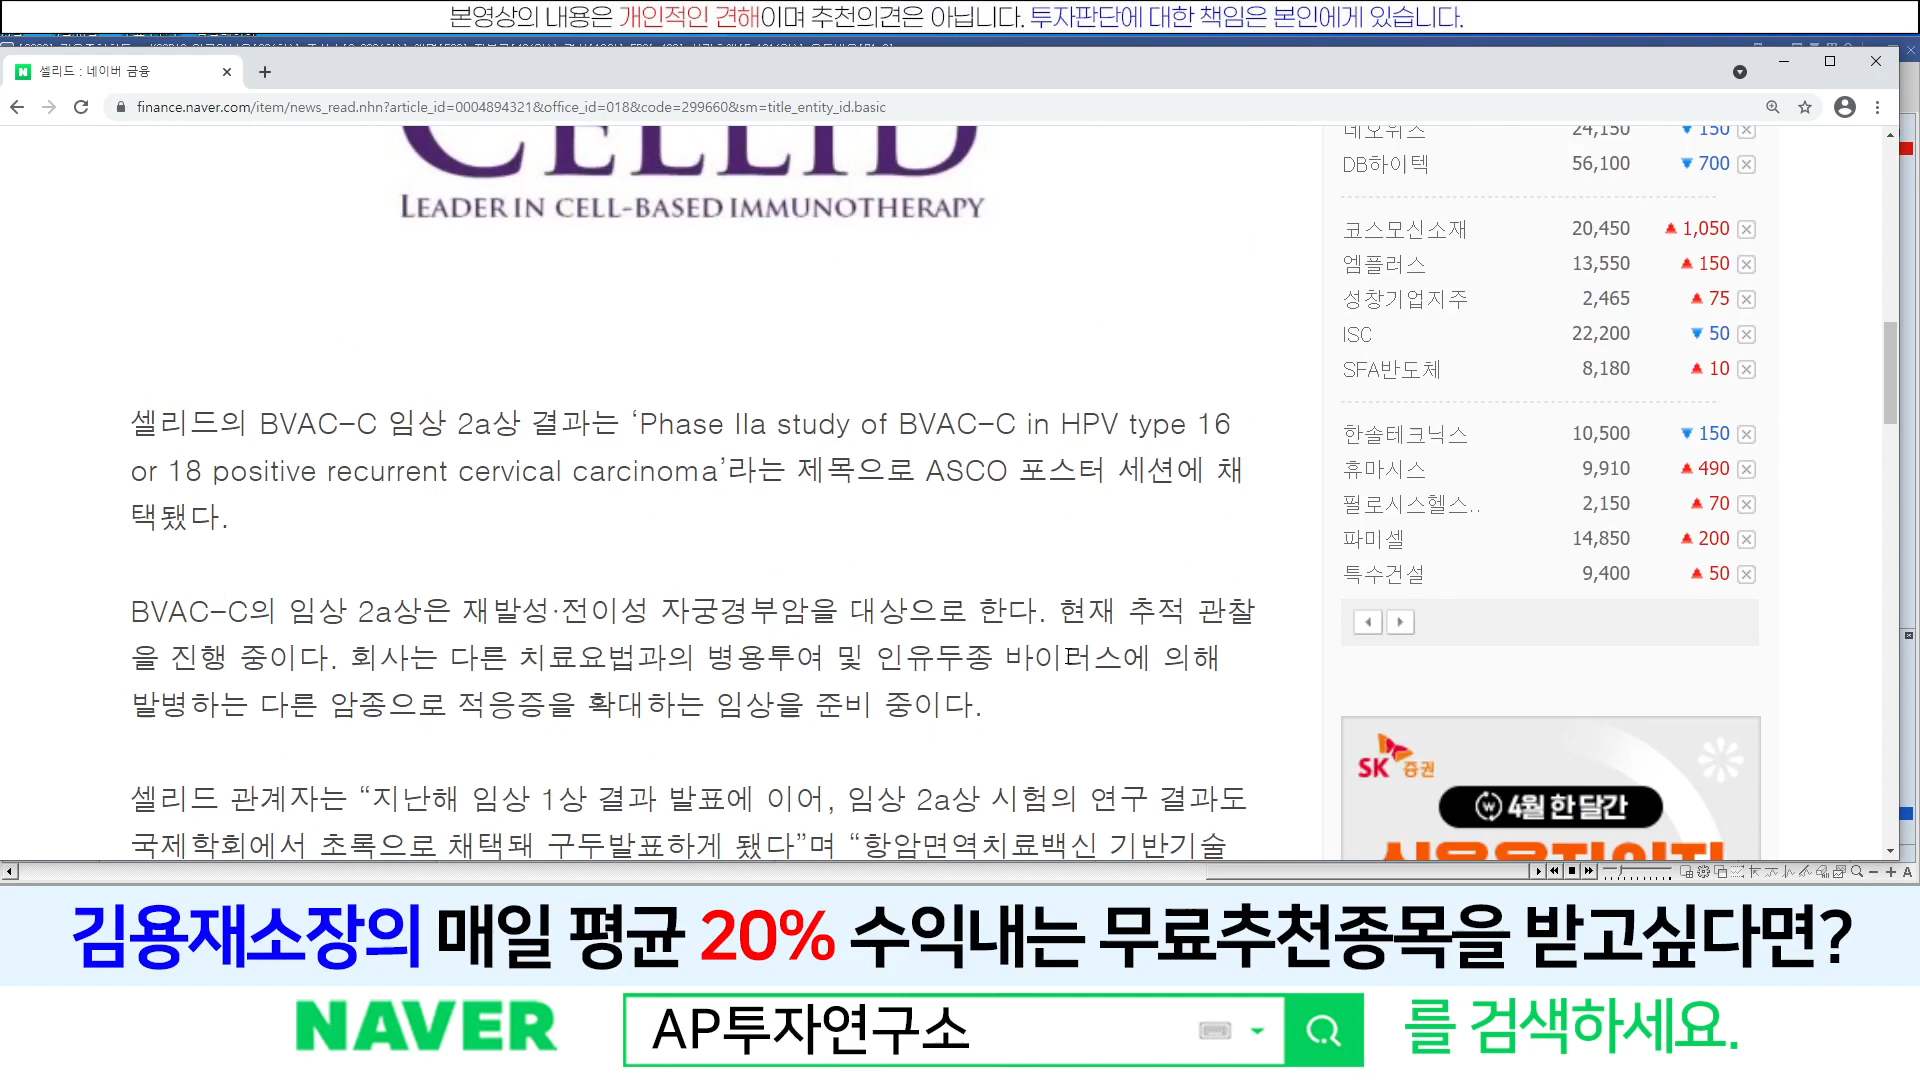 본영상의 내용은 개인적인 견해이며 추천의견은 아닙니다. 투자판단에 대한 책임은 본인에게 있습니다.
셀리드 : 네이버 금융
finance.naver.com/item/news_read.nhn?article_id=0004894321&office_id=018&code=299660&sm=title_entity_id.basic
CELLID
LEADER IN CELL-BASED IMMUNOTHERAPY
셀리드의 BVAC-C 임상 2a상 결과는 ‘Phase IIa study of BVAC-C in HPV type 16
or 18 positive recurrent cervical carcinoma’라는 제목으로 ASCO 포스터 세션에 채
택됐다.
BVAC-C의 임상 2a상은 재발성·전이성 자궁경부암을 대상으로 한다. 현재 추적 관찰
을 진행 중이다. 회사는 다른 치료요법과의 병용투여 및 인유두종 바이러스에 의해
발병하는 다른 암종으로 적응증을 확대하는 임상을 준비 중이다.
셀리드 관계자는 “지난해 임상 1상 결과 발표에 이어, 임상 2a상 시험의 연구 결과도
국제학회에서 초록으로 채택돼 구두발표하게 됐다”며 “항암면역치료백신 기반기술
네오위즈 24,150 ▼ 150
DB하이텍 56,100 ▼ 700
코스모신소재 20,450 ▲ 1,050
엠플러스 13,550 ▲ 150
성창기업지주 2,465 ▲ 75
ISC 22,200 ▼ 50
SFA반도체 8,180 ▲ 10
한솔테크닉스 10,500 ▼ 150
휴마시스 9,910 ▲ 490
필로시스헬스.. 2,150 ▲ 70
파미셀 14,850 ▲ 200
특수건설 9,400 ▲ 50
SK 증권
4월 한 달간
김용재소장의 매일 평균 20% 수익내는 무료추천종목을 받고싶다면?
NAVER AP투자연구소 를 검색하세요.